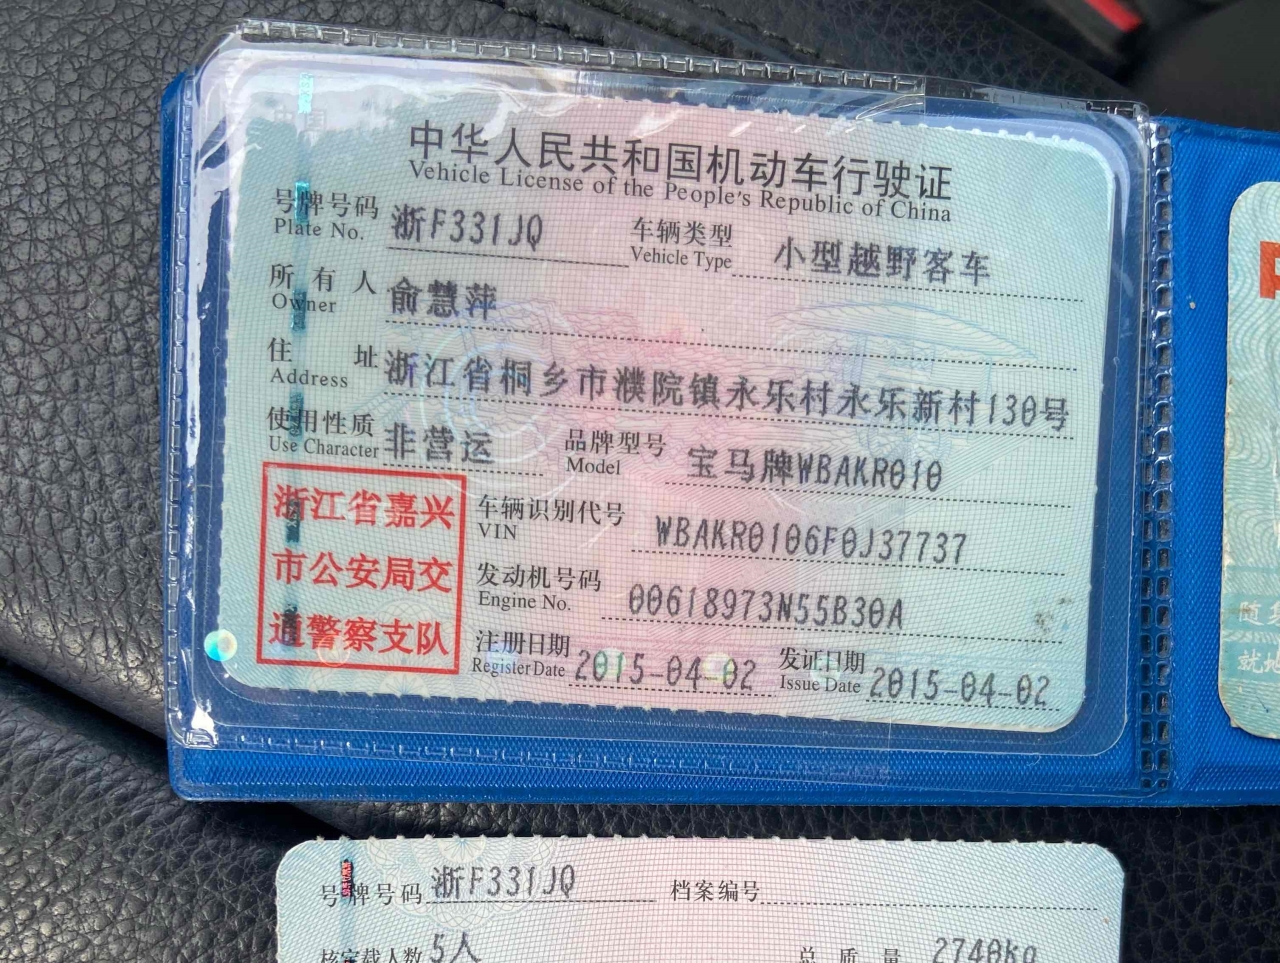 中华人民共和国机动车行驶证
Vehicle License of the People's Republic of China
号牌号码 浙F331JQ 车辆类型 小型越野客车
Plate No. Vehicle Type
所有人 俞慧萍
Owner
住址 浙江省桐乡市濮院镇永乐村永乐新村130号
Address
使用性质 非营运 品牌型号 宝马牌WBAKR010
Use Character Model
浙江省嘉兴
市公安局交
通警察支队
车辆识别代号 WBAKR0106F0J37737
VIN
发动机号码 00618973N55B30A
Engine No.
注册日期 2015-04-02 发证日期 2015-04-02
Register Date Issue Date
号牌号码 浙F331JQ 档案编号
核定载人数 5人 总质量 2740kg